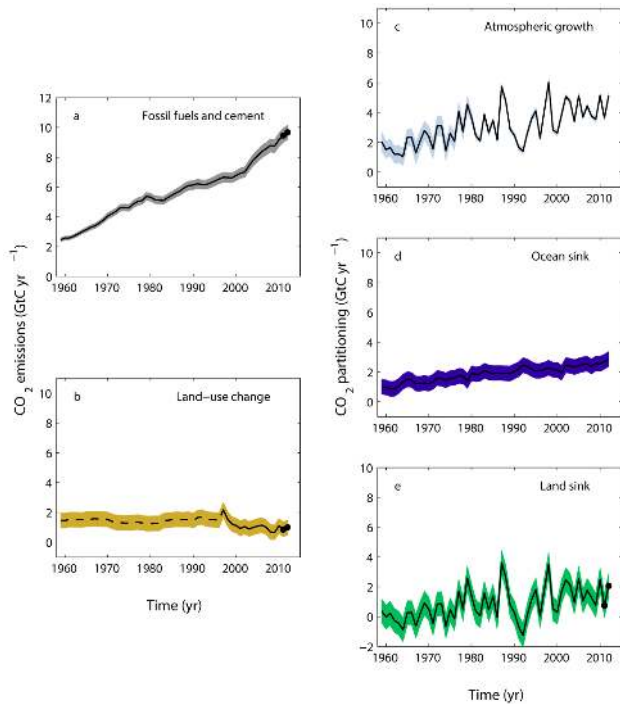 a Fossil fuels and cement
12
10
8
6
4
2
0
1960 1970 1980 1990 2000 2010
b Land–use change
10
8
6
4
2
0
1960 1970 1980 1990 2000 2010
Time (yr)
CO2 emissions (GtC yr −1)
c Atmospheric growth
10
8
6
4
2
0
1960 1970 1980 1990 2000 2010
d Ocean sink
10
8
6
4
2
0
1960 1970 1980 1990 2000 2010
e Land sink
10
8
6
4
2
0
−2
1960 1970 1980 1990 2000 2010
Time (yr)
CO2 partitioning (GtC yr −1)